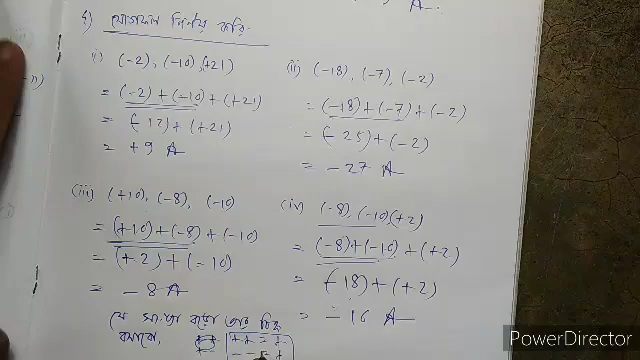 যোগফল নির্ণয় করি-
i) (-2), (-10), (+21)
= (-2) + (-10) + (+21)
= (-12) + (+21)
= +9 A
ii) (-18), (-7), (-2)
= (-18) + (-7) + (-2)
= (-25) + (-2)
= -27 A
(iii) (+10), (-8), (-10)
= (+10) + (-8) + (-10)
= (+2) + (-10)
= -8 A
(iv) (-8), (-10) (+2)
= (-8) + (-10) + (+2)
= (-18) + (+2)
= -16 A
যে সংখ্যা বড়ো তার চিহ্ন
বসাবো.
+ + = +
PowerDirector